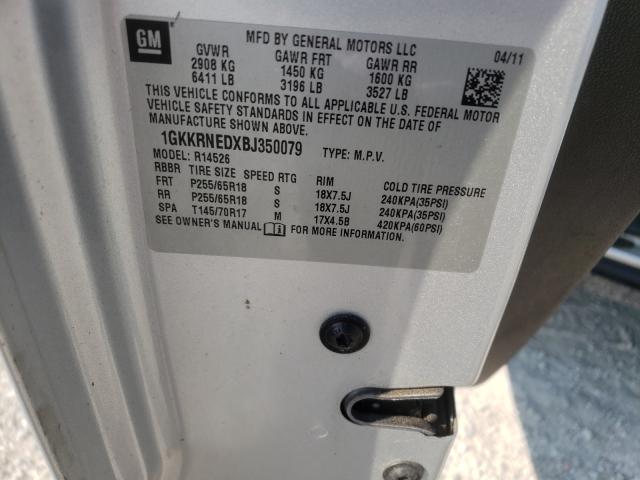 GM
MFD BY GENERAL MOTORS LLC
04/11
GVWR GAWR FRT GAWR RR
2908 KG 1450 KG 1600 KG
6411 LB 3196 LB 3527 LB
THIS VEHICLE CONFORMS TO ALL APPLICABLE U.S. FEDERAL MOTOR
VEHICLE SAFETY STANDARDS IN EFFECT ON THE DATE OF
MANUFACTURE SHOWN ABOVE.
1GKKRNEDXBJ350079 TYPE: M.P.V.
MODEL: R14526
RBBR TIRE SIZE SPEED RTG RIM COLD TIRE PRESSURE
FRT P255/65R18 S 18X7.5J 240KPA(35PSI)
RR P255/65R18 S 18X7.5J 240KPA(35PSI)
SPA T145/70R17 M 17X4.5B 420KPA(60PSI)
SEE OWNER'S MANUAL FOR MORE INFORMATION.